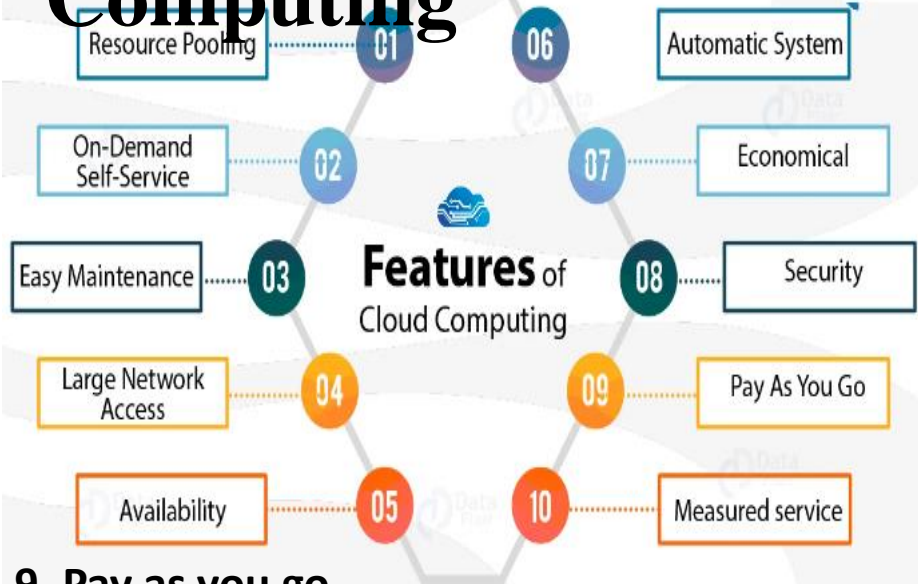 Computing
Resource Pooling
01
06
Automatic System
On-Demand
Self-Service
02
07
Economical
Easy Maintenance
03
Features of
Cloud Computing
08
Security
Large Network
Access
04
09
Pay As You Go
Availability
05
10
Measured service
9. Pay as you go